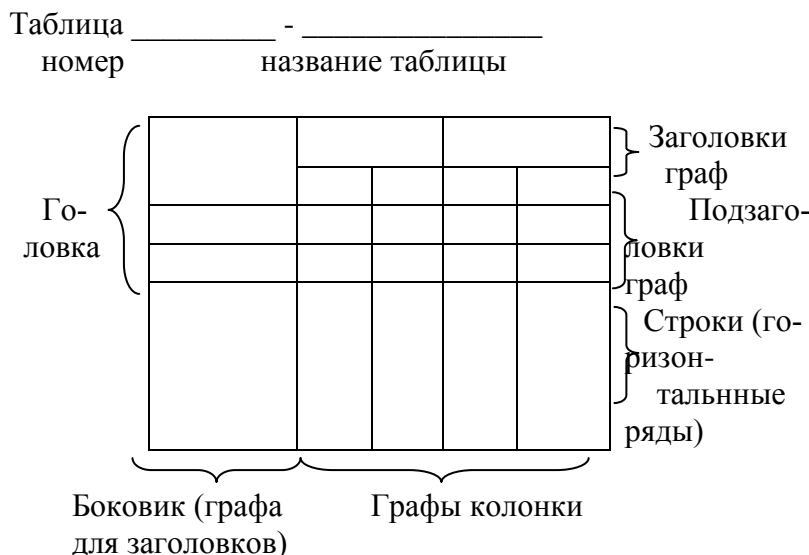 Таблица _________ - _______________
номер название таблицы
Заголовки
граф
Го-
ловка
Подзаго-
ловки
граф
Строки (го-
ризон-
тальнные
ряды)
Боковик (графа
для заголовков)
Графы колонки